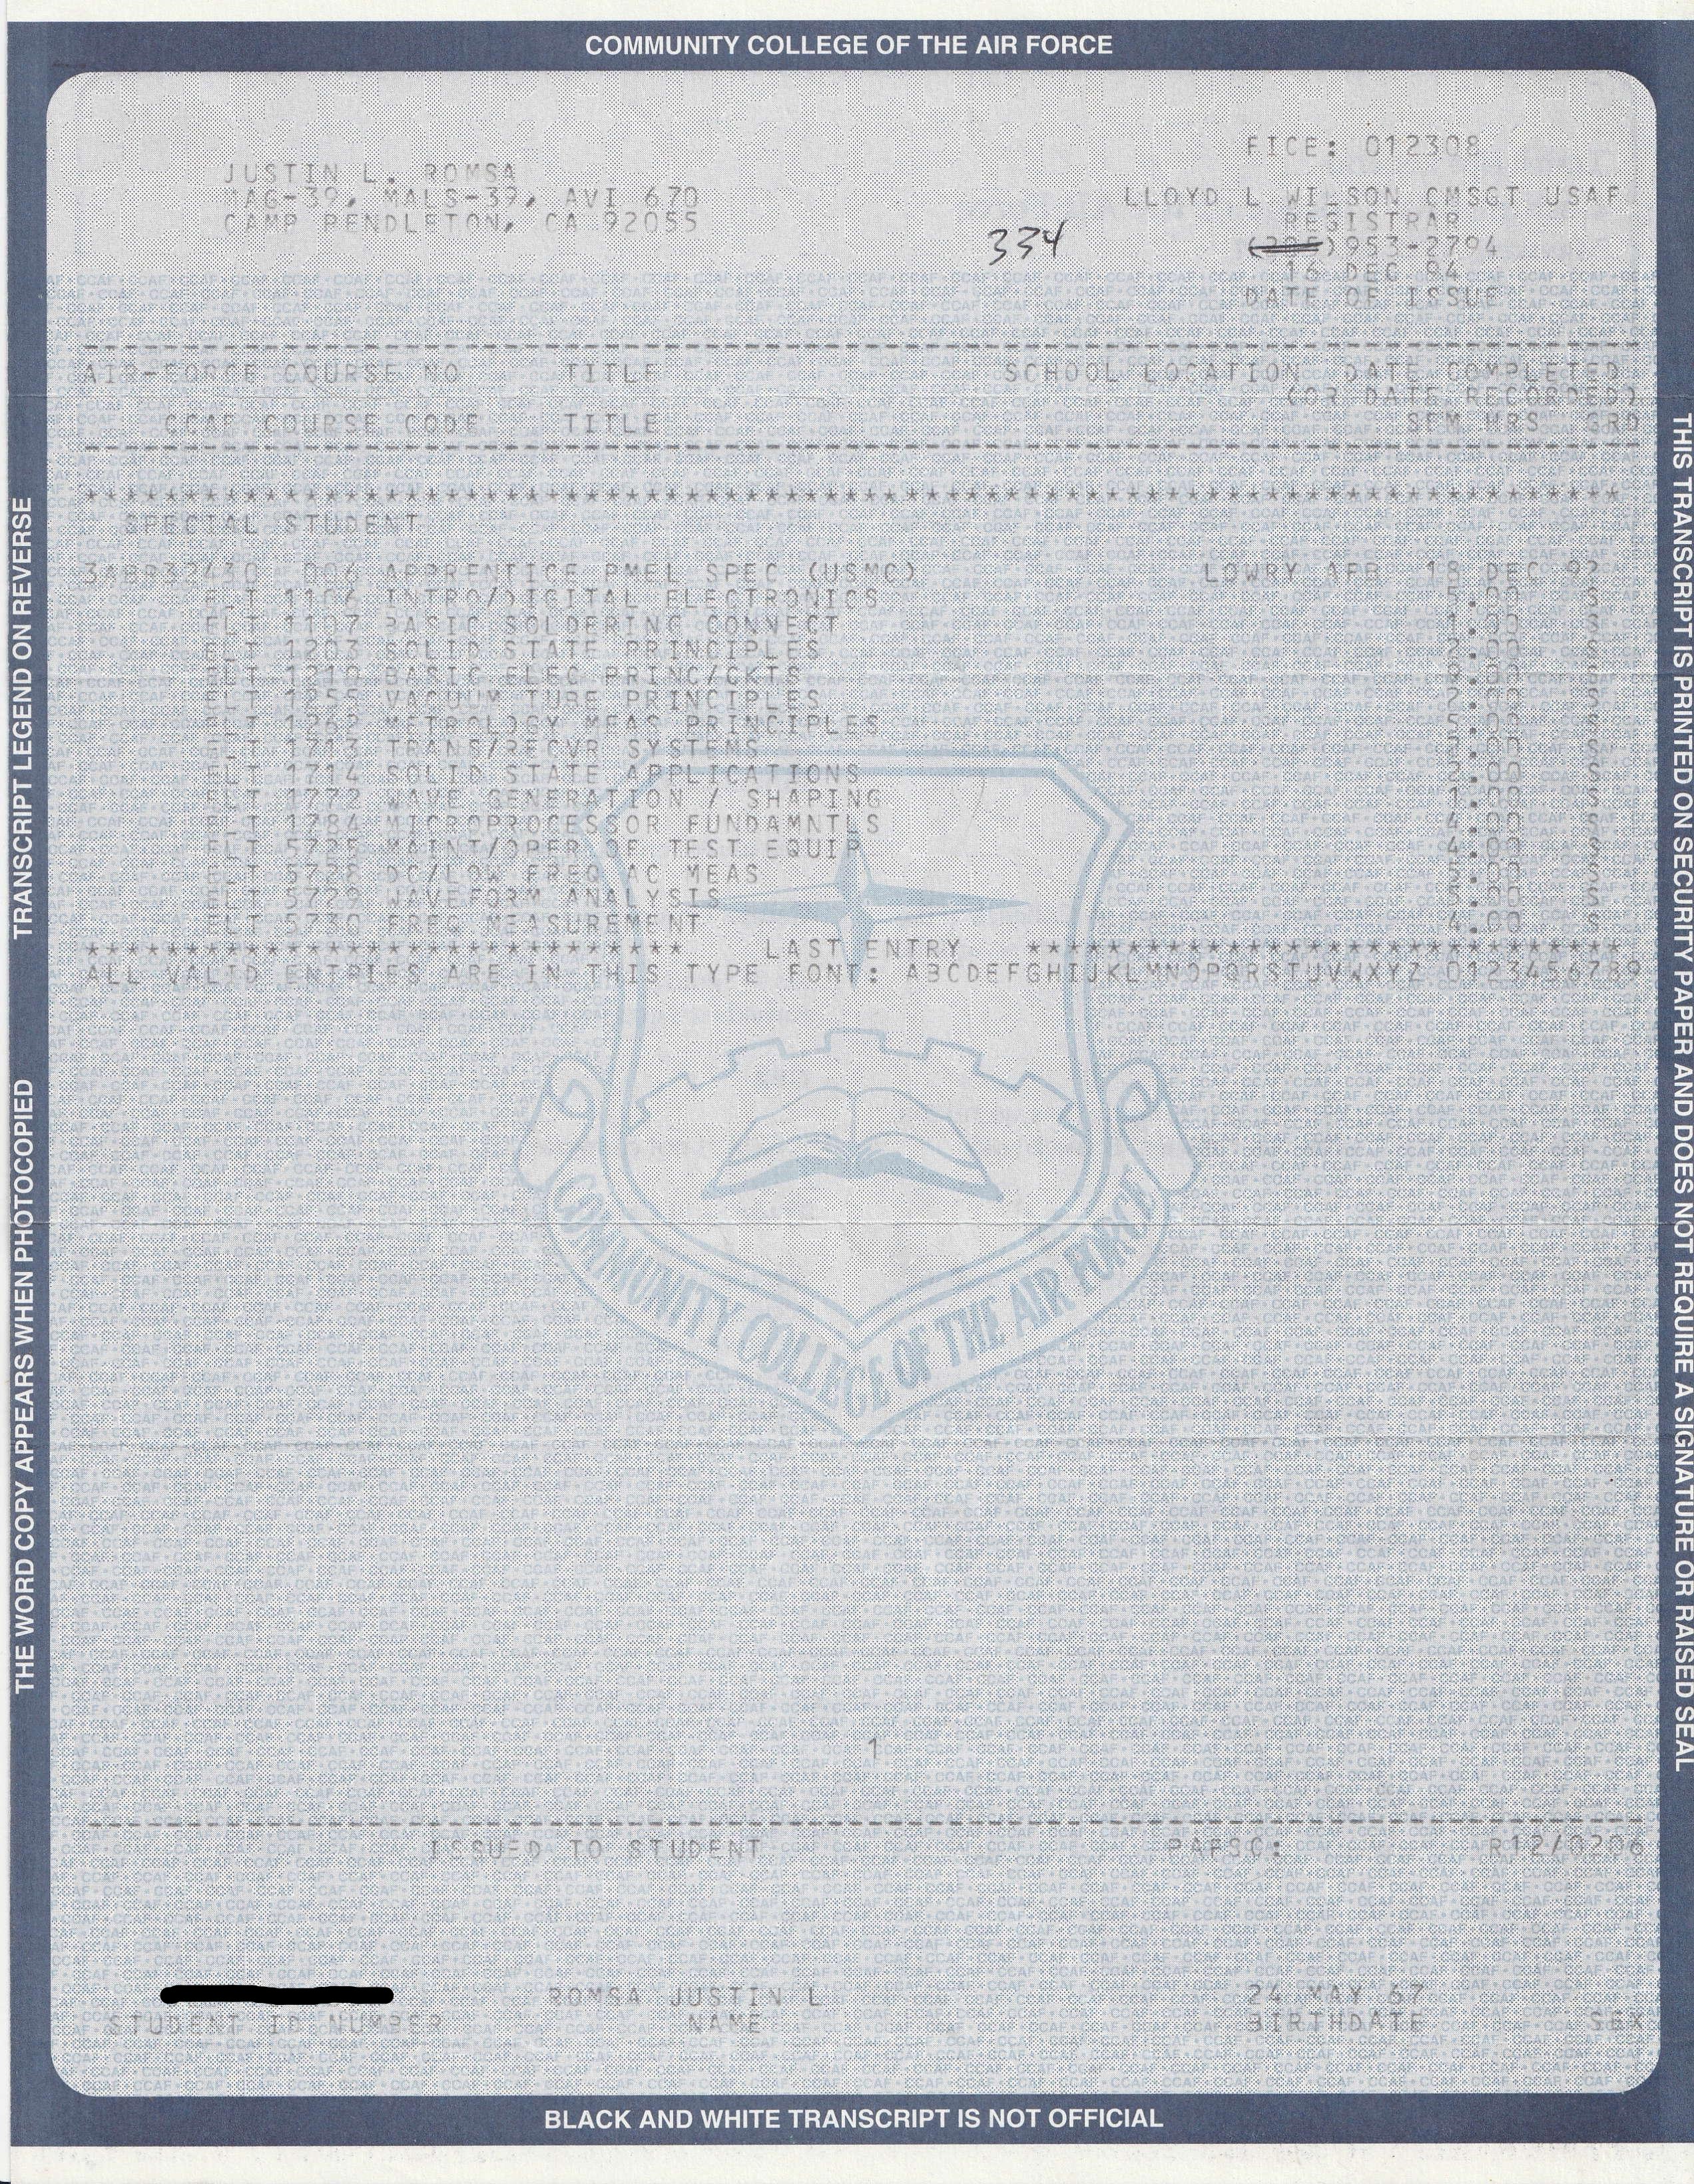 COMMUNITY COLLEGE OF THE AIR FORCE
FICE: 012308
JUSTIN L. ROMSA
MAG-39, MALS-39, AVI 670
CAMP PENDLETON, CA 92055
LLOYD L WILSON CMSGT USAF
REGISTRAR
334
(205)953-2794
16 DEC 94
DATE OF ISSUE
AIR-FORCE COURSE NO TITLE SCHOOL LOCATION DATE COMPLETED
(OR DATE RECORDED)
CCAF COURSE CODE TITLE SEM HRS GRD
SPECIAL STUDENT
3ABR32430 006 APPRENTICE PMEL SPEC (USMC) LOWRY AFB 18 DEC 92
ELT 1106 INTRO/DIGITAL ELECTRONICS 5.00 S
ELT 1107 BASIC SOLDERING CONNECT 1.00 S
ELT 1203 SOLID STATE PRINCIPLES 2.00 S
ELT 1210 BASIC ELEC PRINC/CKTS 9.00 S
ELT 1255 VACUUM TUBE PRINCIPLES 2.00 S
ELT 1262 METROLOGY MEAS PRINCIPLES 5.00 S
ELT 1713 TRANS/RECVR SYSTEMS 2.00 S
ELT 1714 SOLID STATE APPLICATIONS 2.00 S
ELT 1772 WAVE GENERATION / SHAPING 1.00 S
ELT 1784 MICROPROCESSOR FUNDAMNTLS 4.00 S
ELT 5725 MAINT/OPER OF TEST EQUIP 4.00 S
ELT 5728 DC/LOW FREQ AC MEAS 5.00 S
ELT 5729 WAVEFORM ANALYSIS 5.00 S
ELT 5730 FREQ MEASUREMENT 4.00 S
******************************* LAST ENTRY ******************************
ALL VALID ENTRIES ARE IN THIS TYPE FONT: ABCDEFGHIJKLMNOPQRSTUVWXYZ 0123456789
COMMUNITY COLLEGE OF THE AIR FORCE
1
ISSUED TO STUDENT PAFSC: R12/0206
ROMSA JUSTIN L 24 MAY 67
STUDENT ID NUMBER NAME BIRTHDATE SEX
BLACK AND WHITE TRANSCRIPT IS NOT OFFICIAL
THE WORD COPY APPEARS WHEN PHOTOCOPIED TRANSCRIPT LEGEND ON REVERSE
THIS TRANSCRIPT IS PRINTED ON SECURITY PAPER AND DOES NOT REQUIRE A SIGNATURE OR RAISED SEAL